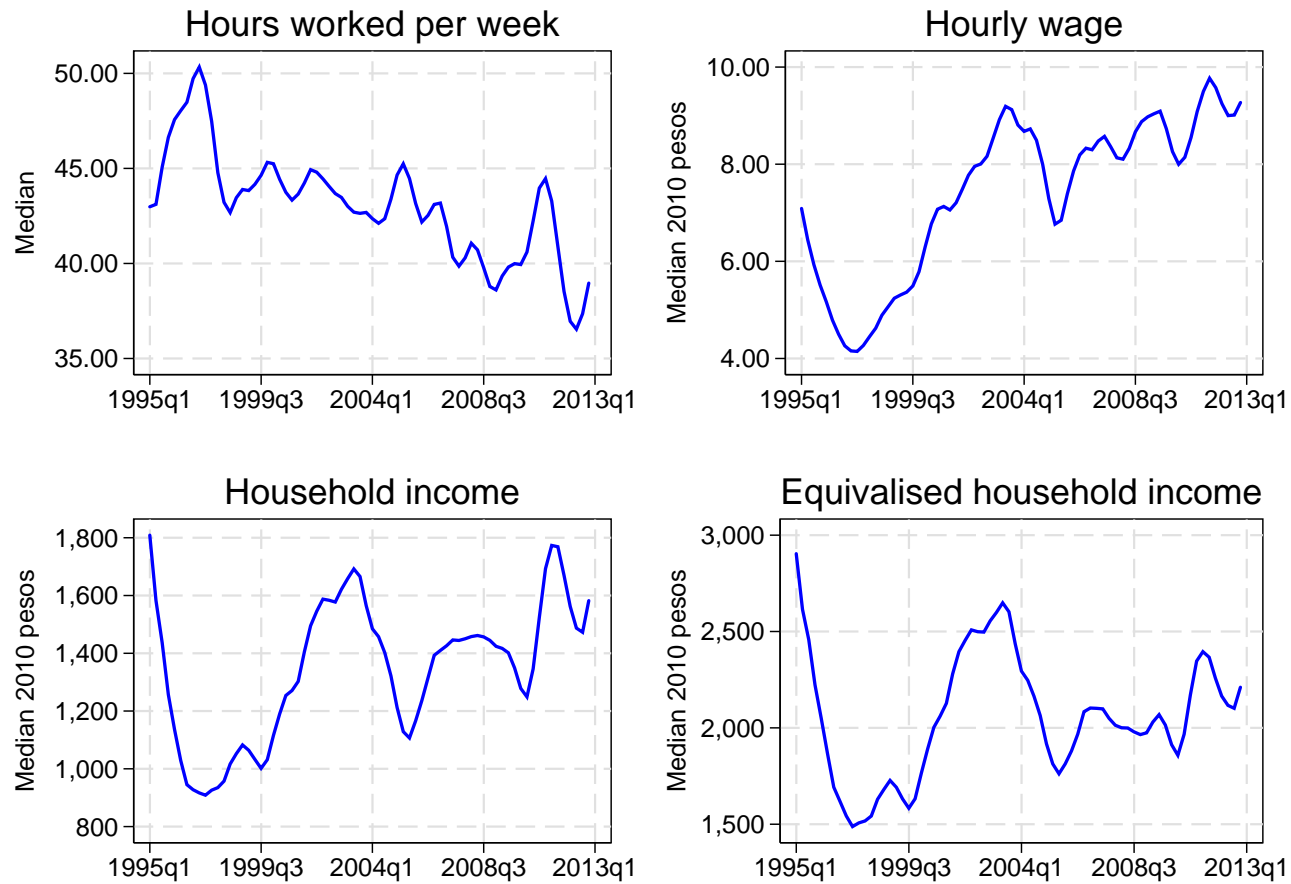 Hours worked per week
Median
50.00
45.00
40.00
35.00
1995q1 1999q3 2004q1 2008q3 2013q1
Hourly wage
Median 2010 pesos
10.00
8.00
6.00
4.00
1995q1 1999q3 2004q1 2008q3 2013q1
Household income
Median 2010 pesos
1,800
1,600
1,400
1,200
1,000
800
1995q1 1999q3 2004q1 2008q3 2013q1
Equivalised household income
Median 2010 pesos
3,000
2,500
2,000
1,500
1995q1 1999q3 2004q1 2008q3 2013q1